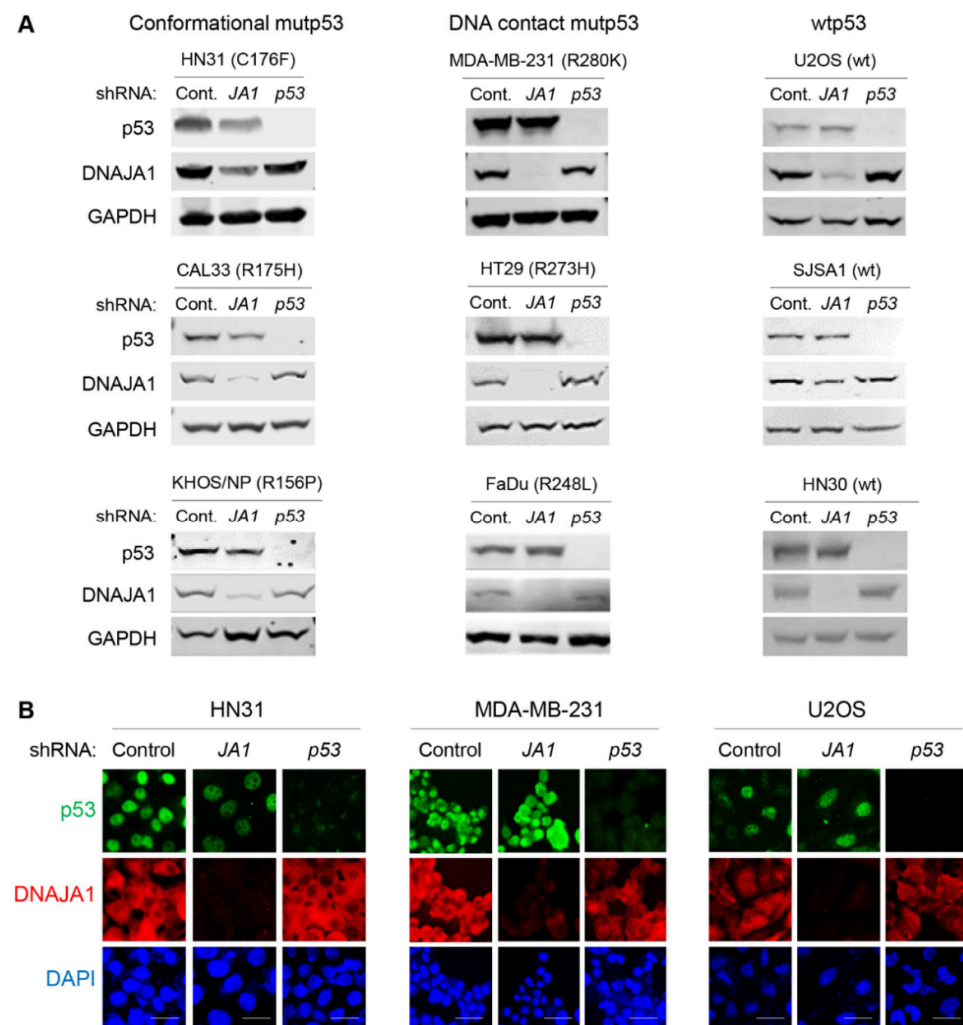 A
Conformational mutp53 DNA contact mutp53 wtp53
HN31 (C176F) MDA-MB-231 (R280K) U2OS (wt)
shRNA: Cont. JA1 p53 Cont. JA1 p53 Cont. JA1 p53
p53
DNAJA1
GAPDH
CAL33 (R175H) HT29 (R273H) SJSA1 (wt)
shRNA: Cont. JA1 p53 Cont. JA1 p53 Cont. JA1 p53
p53
DNAJA1
GAPDH
KHOS/NP (R156P) FaDu (R248L) HN30 (wt)
shRNA: Cont. JA1 p53 Cont. JA1 p53 Cont. JA1 p53
p53
DNAJA1
GAPDH
B
HN31 MDA-MB-231 U2OS
shRNA: Control JA1 p53 Control JA1 p53 Control JA1 p53
p53
DNAJA1
DAPI